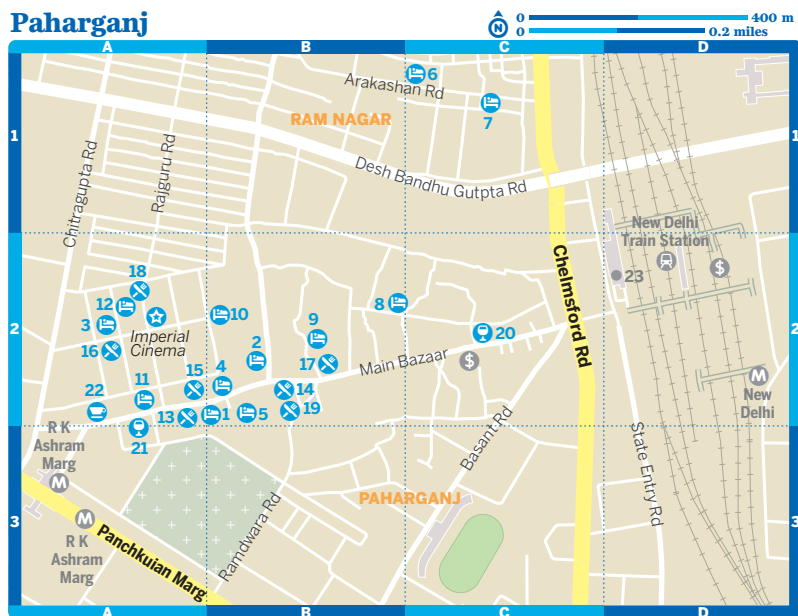 Paharganj
N
0
400 m
0
0.2 miles
A
B
C
D
1
1
Arakashan Rd
6
7
RAM NAGAR
Desh Bandhu Gutpta Rd
Chitragupta Rd
Rajguru Rd
New Delhi
Train Station
$
23
Chelmsford Rd
2
2
18
12
3
16
Imperial
Cinema
10
2
9
8
17
20
Main Bazaar
$
22
11
15
4
14
13
1
5
19
21
R K
Ashram
Marg
M
M
New
Delhi
Basant Rd
State Entry Rd
3
3
PAHARGANJ
Ramdwara Rd
M
R K
Ashram
Marg
Panchkuian Marg
A
B
C
D